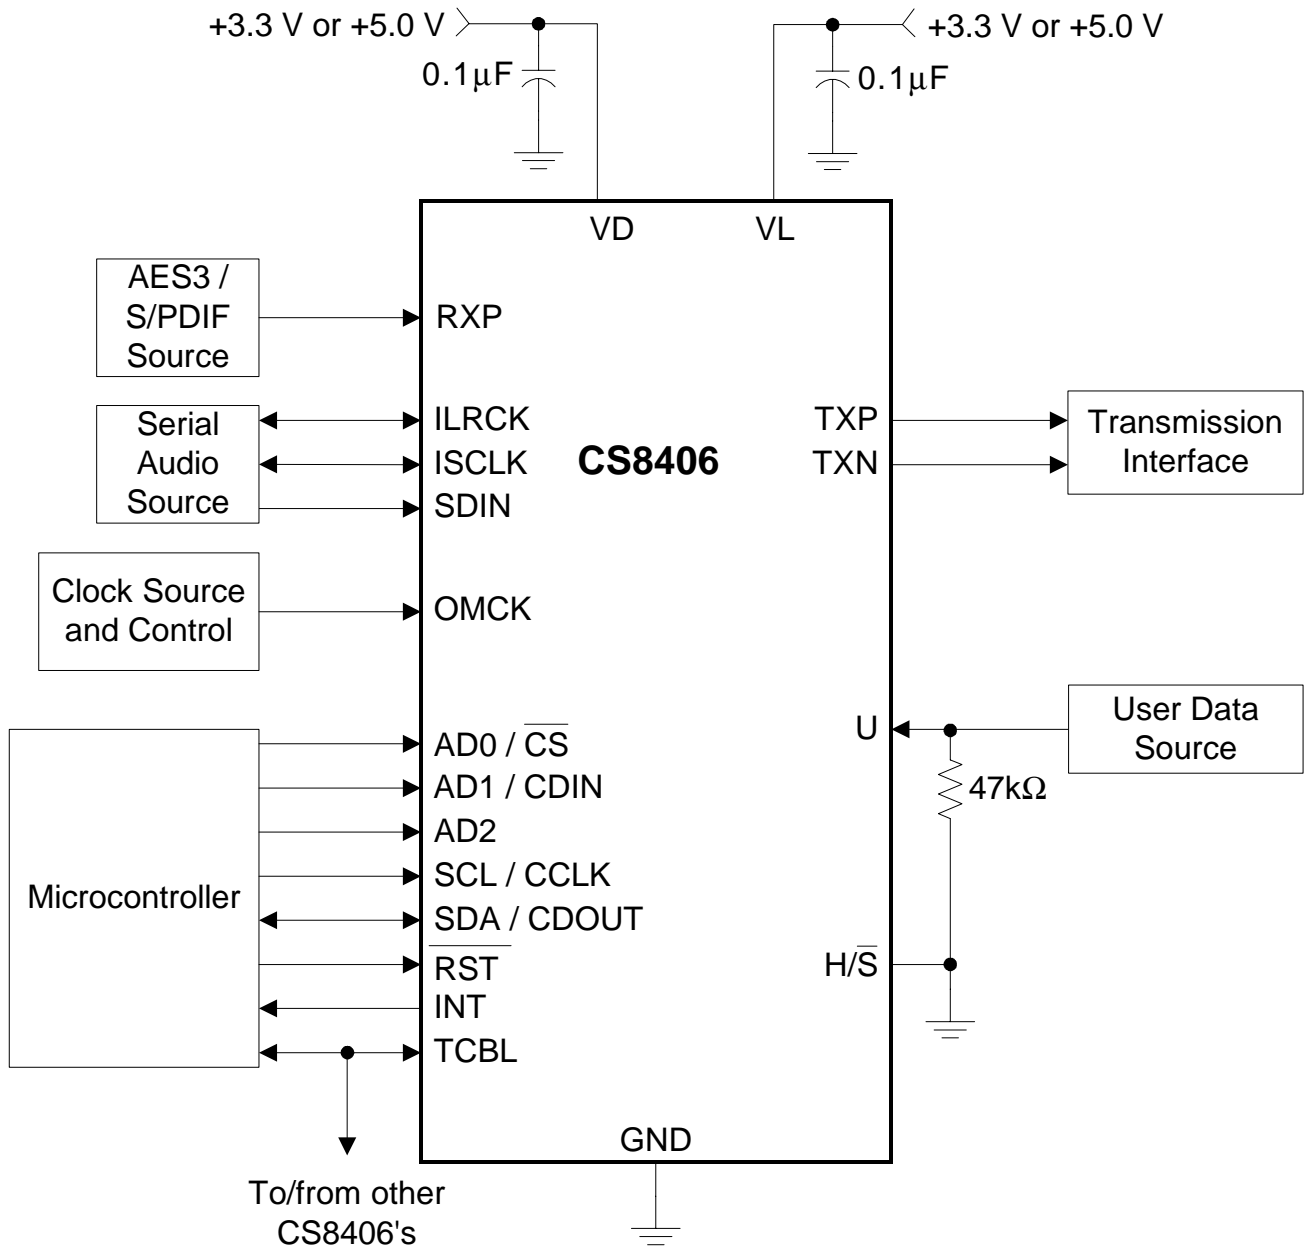 +3.3 V or +5.0 V
+3.3 V or +5.0 V
0.1µF
0.1µF
VD
VL
AES3 /
S/PDIF
Source
RXP
Serial
Audio
Source
ILRCK
ISCLK
SDIN
CS8406
TXP
TXN
Transmission
Interface
Clock Source
and Control
OMCK
U
User Data
Source
47kΩ
Microcontroller
AD0 / C̅S̅
AD1 / CDIN
AD2
SCL / CCLK
SDA / CDOUT
R̅S̅T̅
INT
TCBL
H/S̅
GND
To/from other
CS8406's